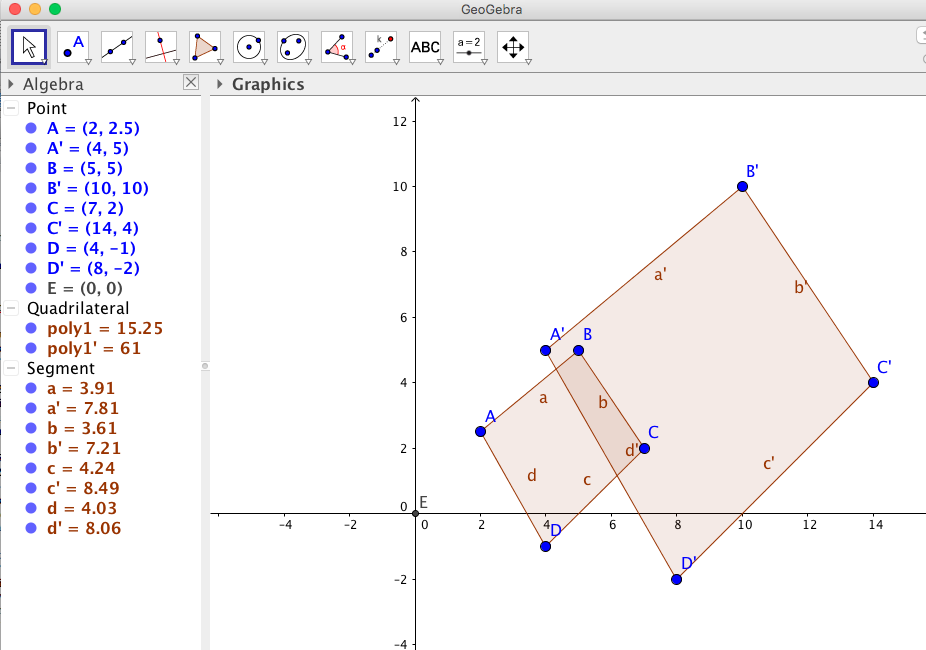 GeoGebra
A
α
k
ABC
a=2
Algebra
Graphics
Point
A = (2, 2.5)
A' = (4, 5)
B = (5, 5)
B' = (10, 10)
C = (7, 2)
C' = (14, 4)
D = (4, -1)
D' = (8, -2)
E = (0, 0)
Quadrilateral
poly1 = 15.25
poly1' = 61
Segment
a = 3.91
a' = 7.81
b = 3.61
b' = 7.21
c = 4.24
c' = 8.49
d = 4.03
d' = 8.06
12
B'
10
8
a'
b'
6
A' B
C'
4
a b
A
C
2
d'
c'
d c
E
0
-4 -2 0 2 4 6 8 10 12 14
D
D'
-2
-4